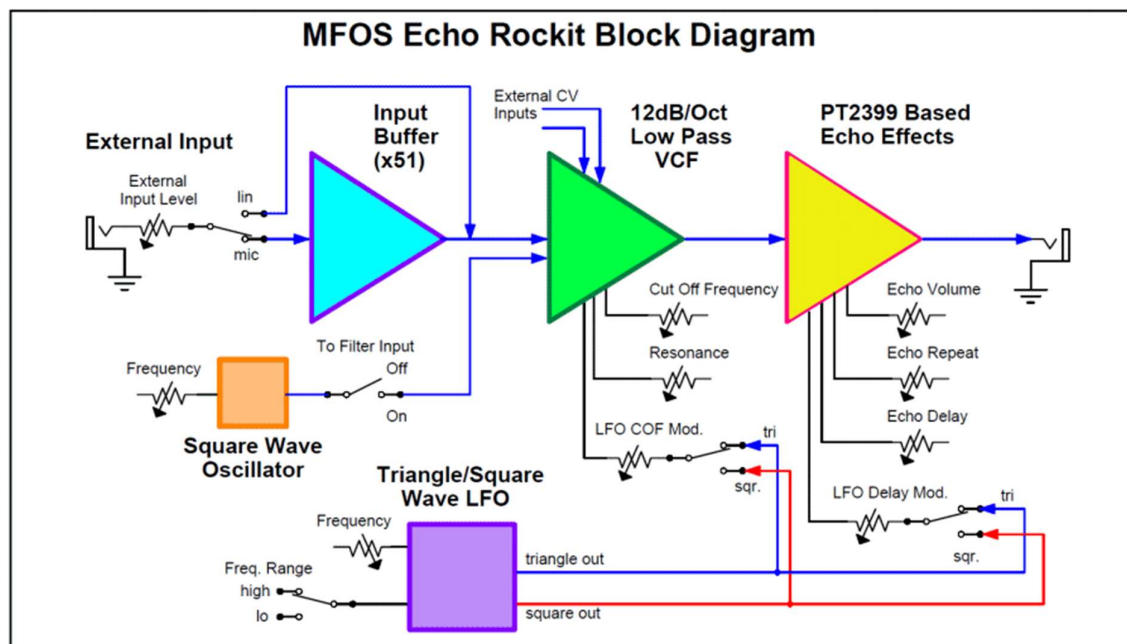 MFOS Echo Rockit Block Diagram
External Input
External
Input Level
lin
mic
Input
Buffer
(x51)
External CV
Inputs
12dB/Oct
Low Pass
VCF
PT2399 Based
Echo Effects
Cut Off Frequency
Resonance
LFO COF Mod.
tri
sqr.
Echo Volume
Echo Repeat
Echo Delay
LFO Delay Mod.
tri
sqr.
Frequency
To Filter Input
Off
On
Square Wave
Oscillator
Triangle/Square
Wave LFO
Frequency
Freq. Range
high
lo
triangle out
square out